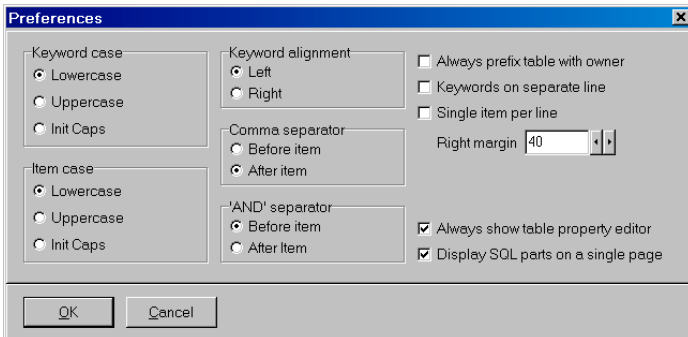 Preferences
Keyword case
Lowercase
Uppercase
Init Caps
Item case
Lowercase
Uppercase
Init Caps
Keyword alignment
Left
Right
Comma separator
Before item
After item
'AND' separator
Before item
After Item
Always prefix table with owner
Keywords on separate line
Single item per line
Right margin 40
Always show table property editor
Display SQL parts on a single page
OK
Cancel